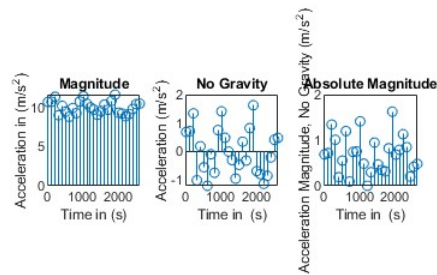 Magnitude
Acceleration in (m/s²)
10
5
0
0 1000 2000
Time in (s)
No Gravity
Acceleration (m/s²)
2
1
0
-1
0 1000 2000
Time in (s)
Absolute Magnitude
Acceleration Magnitude, No Gravity (m/s²)
2
1
0
0 1000 2000
Time in (s)